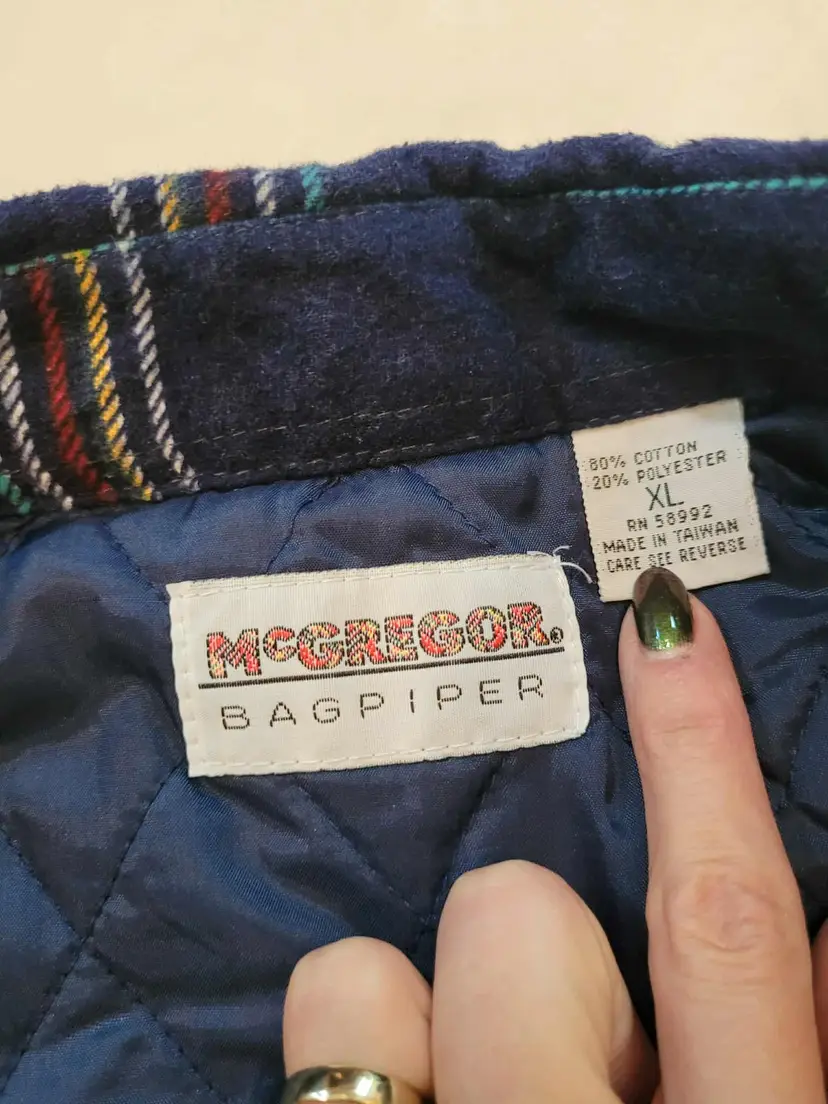 80% COTTON
20% POLYESTER
XL
RN 58992
MADE IN TAIWAN
CARE SEE REVERSE
McGREGOR®
BAGPIPER